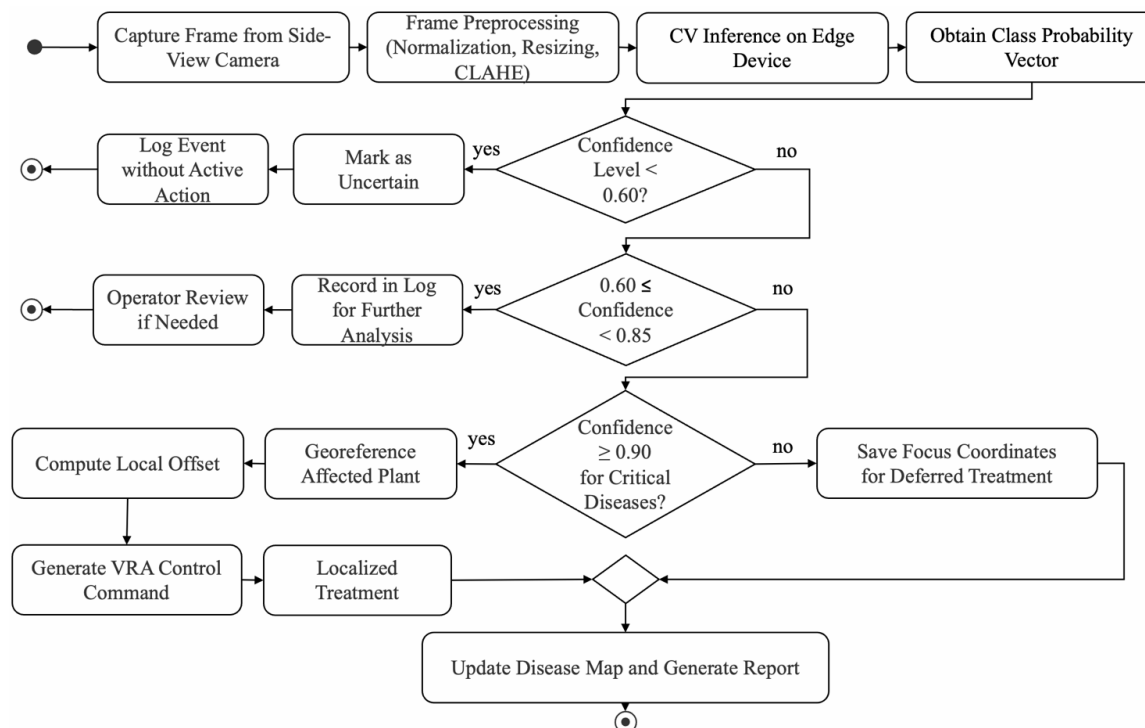 Capture Frame from Side-
View Camera
Frame Preprocessing
(Normalization, Resizing,
CLAHE)
CV Inference on Edge
Device
Obtain Class Probability
Vector
Log Event
without Active
Action
Mark as
Uncertain
yes
Confidence
Level <
0.60?
no
Operator Review
if Needed
Record in Log
for Further
Analysis
yes
0.60 ≤
Confidence
< 0.85
no
Compute Local Offset
Georeference
Affected Plant
yes
Confidence
≥ 0.90
for Critical
Diseases?
no
Save Focus Coordinates
for Deferred Treatment
Generate VRA Control
Command
Localized
Treatment
Update Disease Map and Generate Report